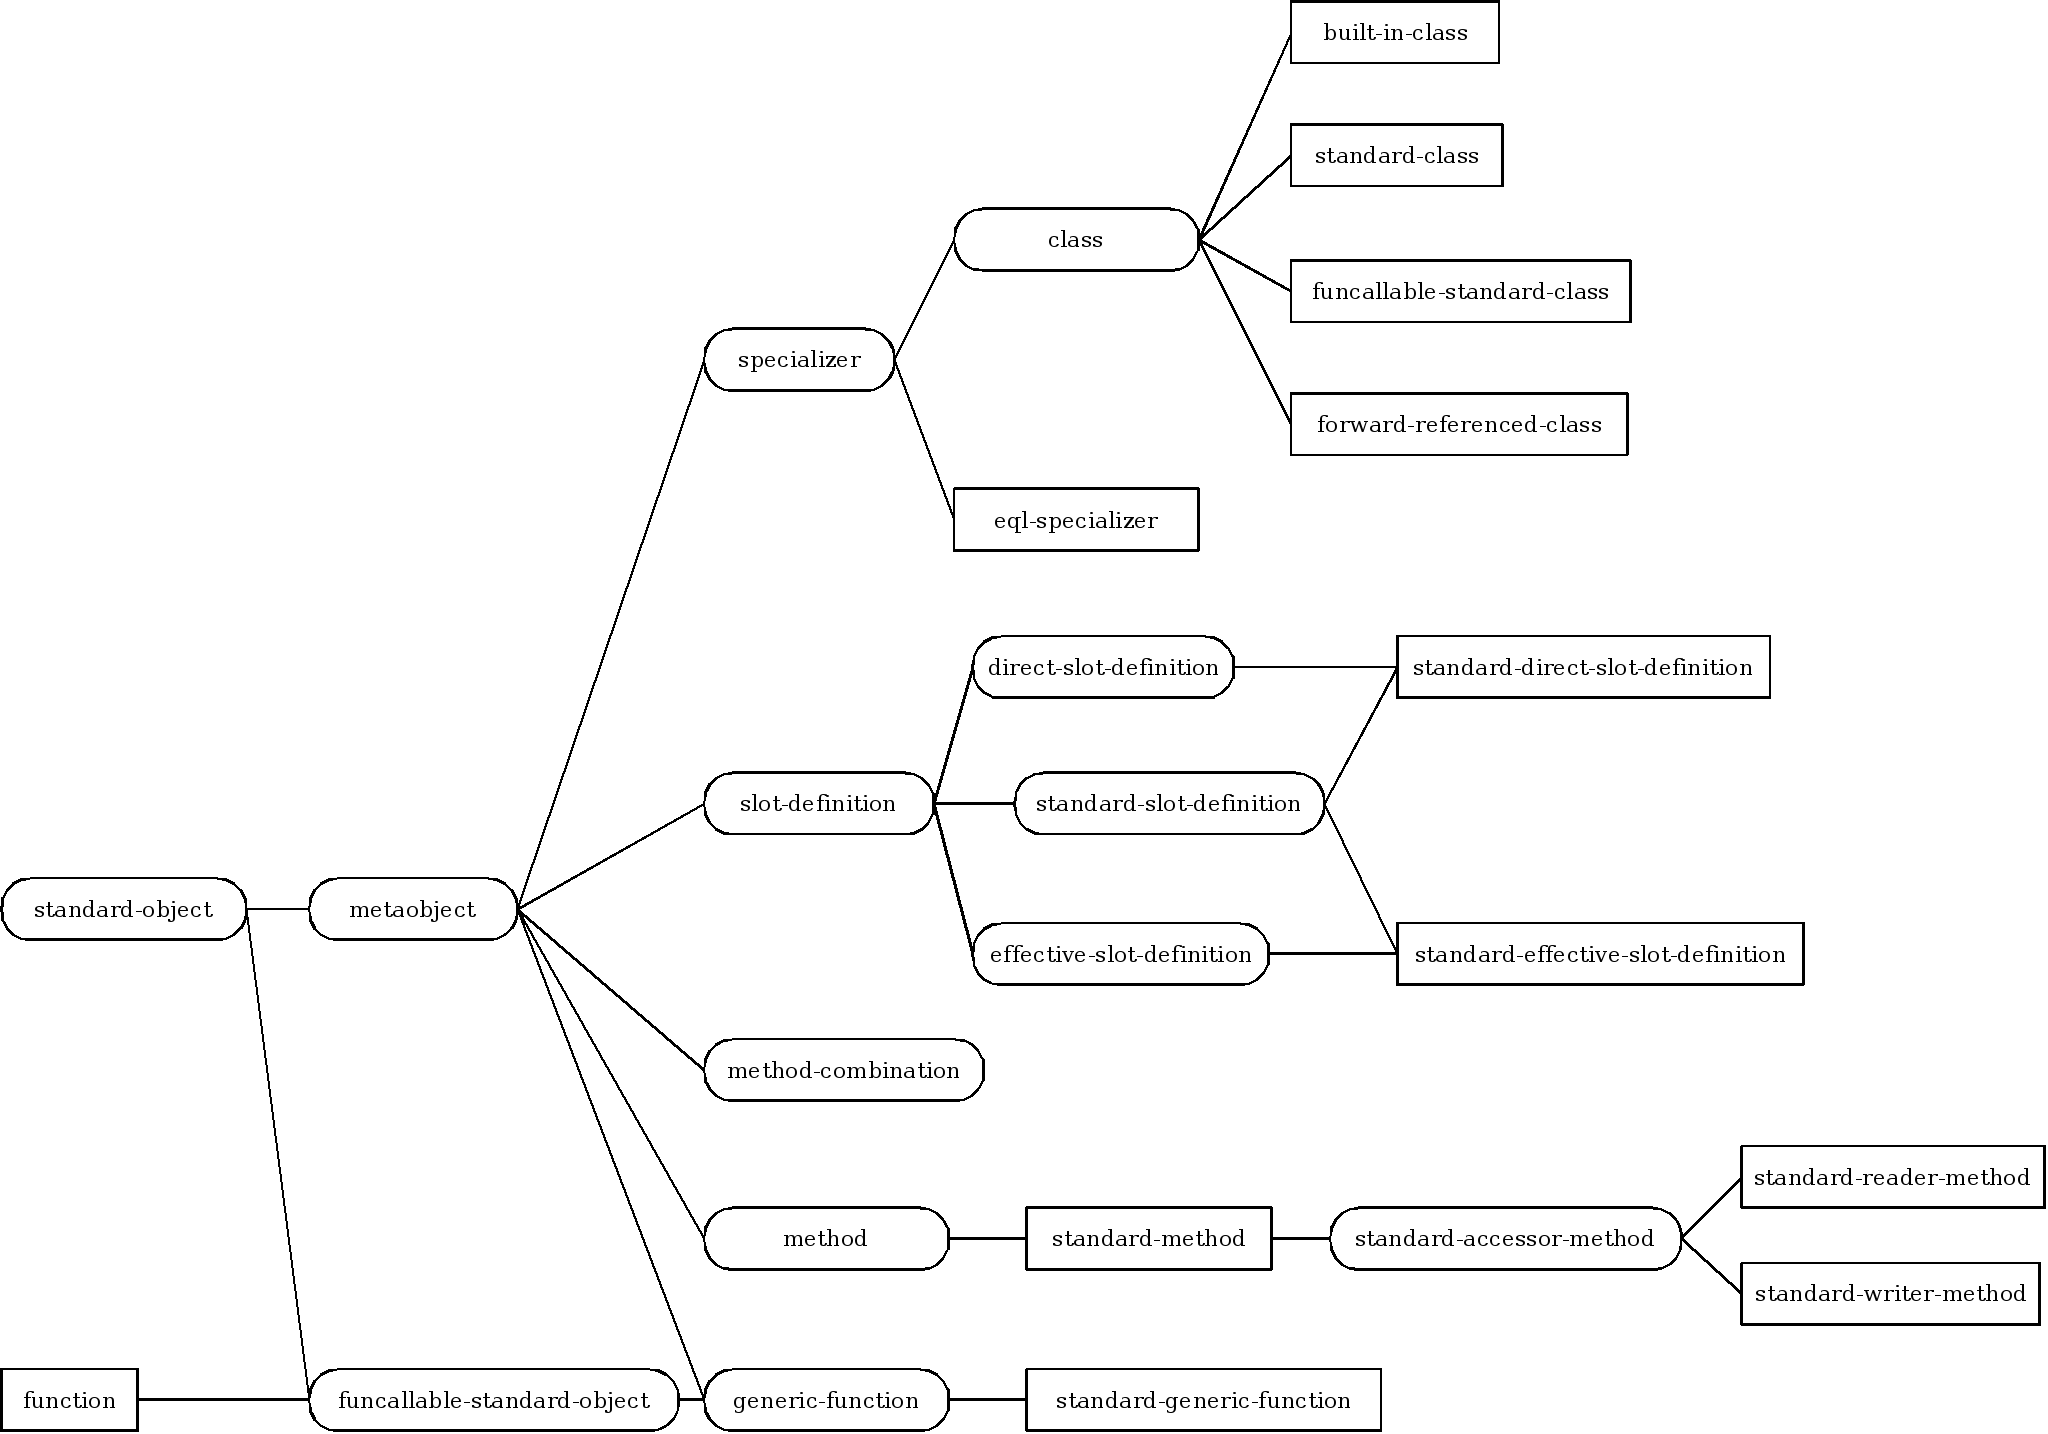 built-in-class
standard-class
class
funcallable-standard-class
specializer
forward-referenced-class
eql-specializer
direct-slot-definition
standard-direct-slot-definition
slot-definition
standard-slot-definition
standard-object
metaobject
effective-slot-definition
standard-effective-slot-definition
method-combination
standard-reader-method
method
standard-method
standard-accessor-method
standard-writer-method
function
funcallable-standard-object
generic-function
standard-generic-function